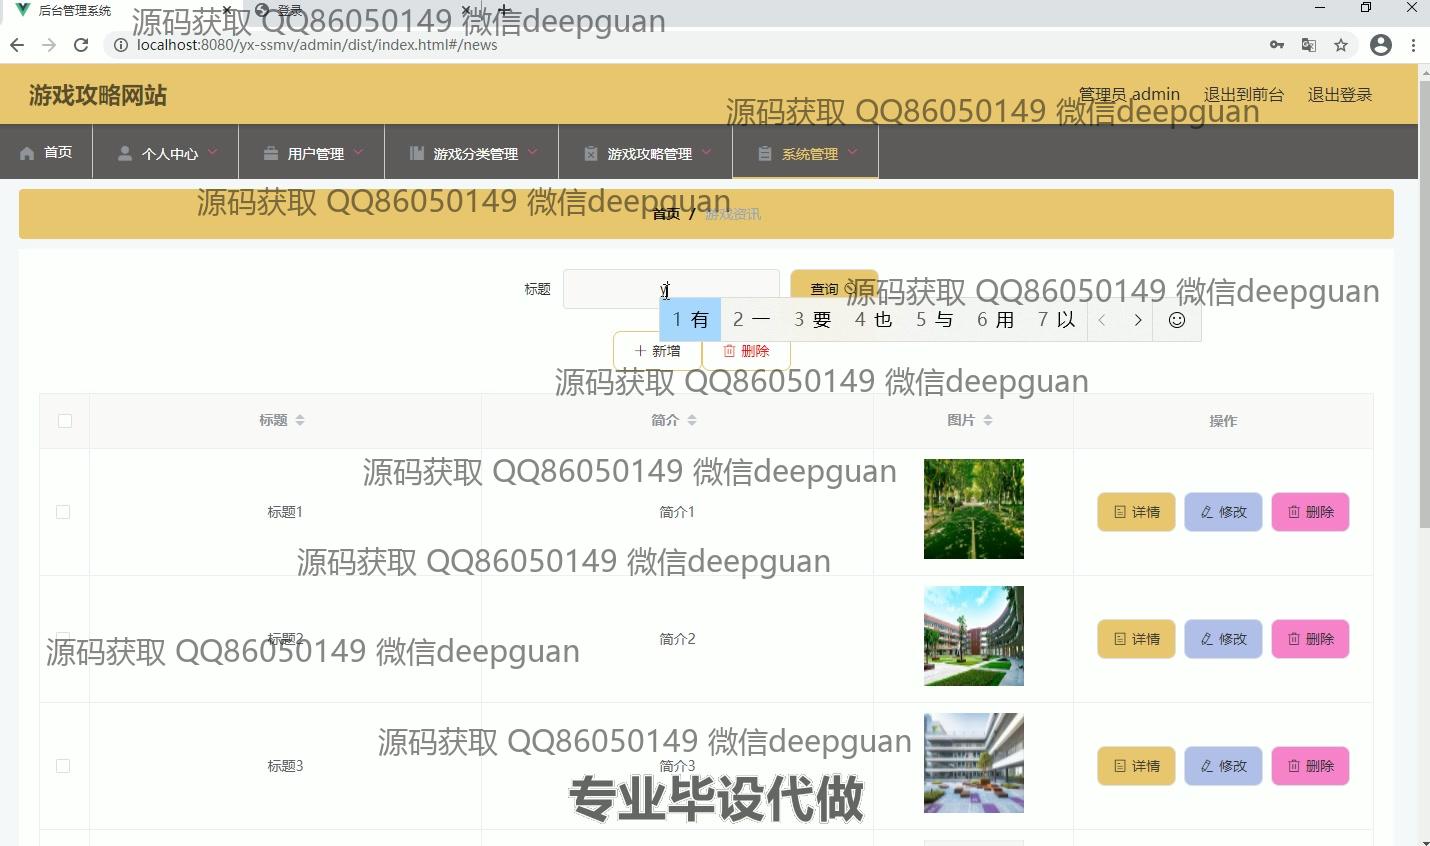 后台管理系统 登录
源码获取 QQ86050149 微信deepguan
localhost:8080/yx-ssmv/admin/dist/index.html#/news
游戏攻略网站
管理员 admin 退出到前台 退出登录
源码获取 QQ86050149 微信deepguan
首页 个人中心 用户管理 游戏分类管理 游戏攻略管理 系统管理
源码获取 QQ86050149 微信deepguan
首页 / 游戏资讯
标题 y 查询
源码获取 QQ86050149 微信deepguan
1 有 2 一 3 要 4 也 5 与 6 用 7 以
新增 删除
源码获取 QQ86050149 微信deepguan
标题 简介 图片 操作
源码获取 QQ86050149 微信deepguan
标题1 简介1 详情 修改 删除
源码获取 QQ86050149 微信deepguan
标题2 简介2 详情 修改 删除
源码获取 QQ86050149 微信deepguan
源码获取 QQ86050149 微信deepguan
标题3 简介3 详情 修改 删除
专业毕设代做